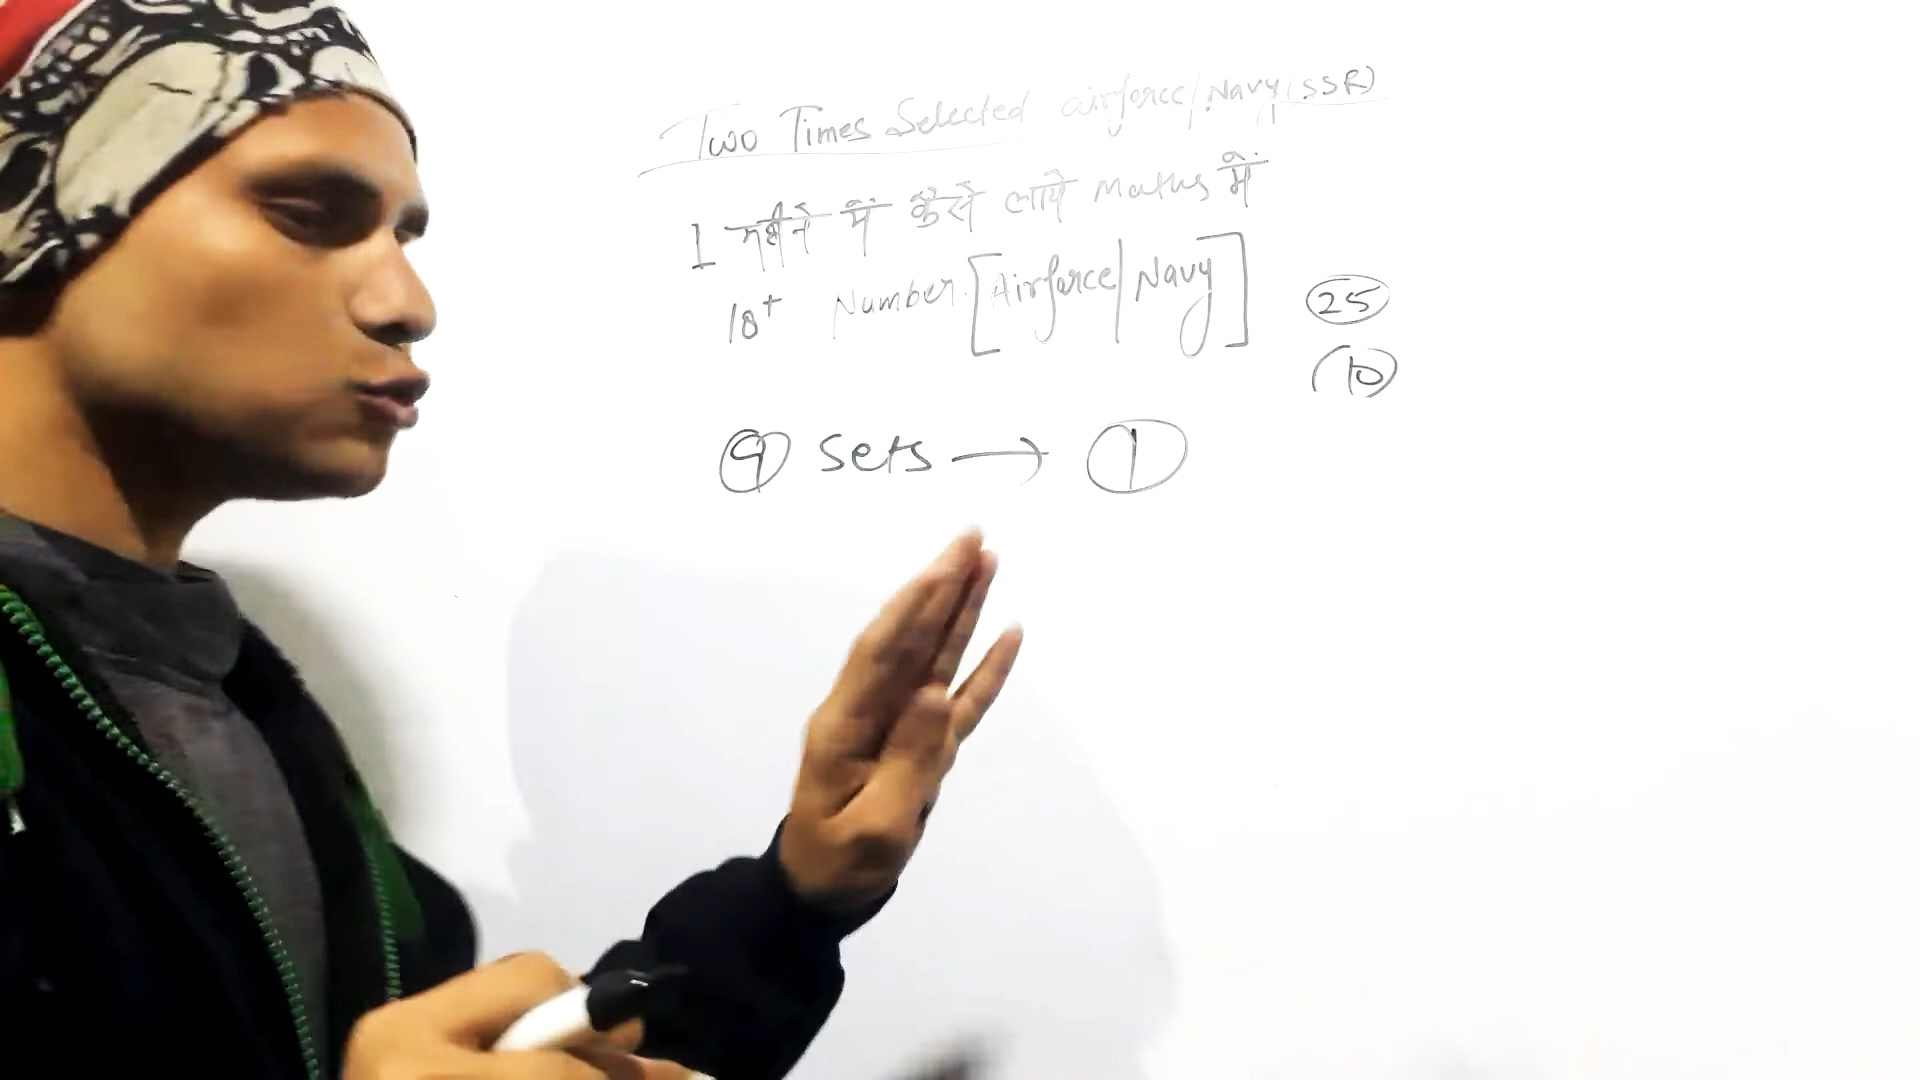 Two Times Selected airforce/Navy(SSR)
1 महीने में कैसे लाये Maths में
18+ Number [Airforce/Navy] 25
10
9 sets → 1